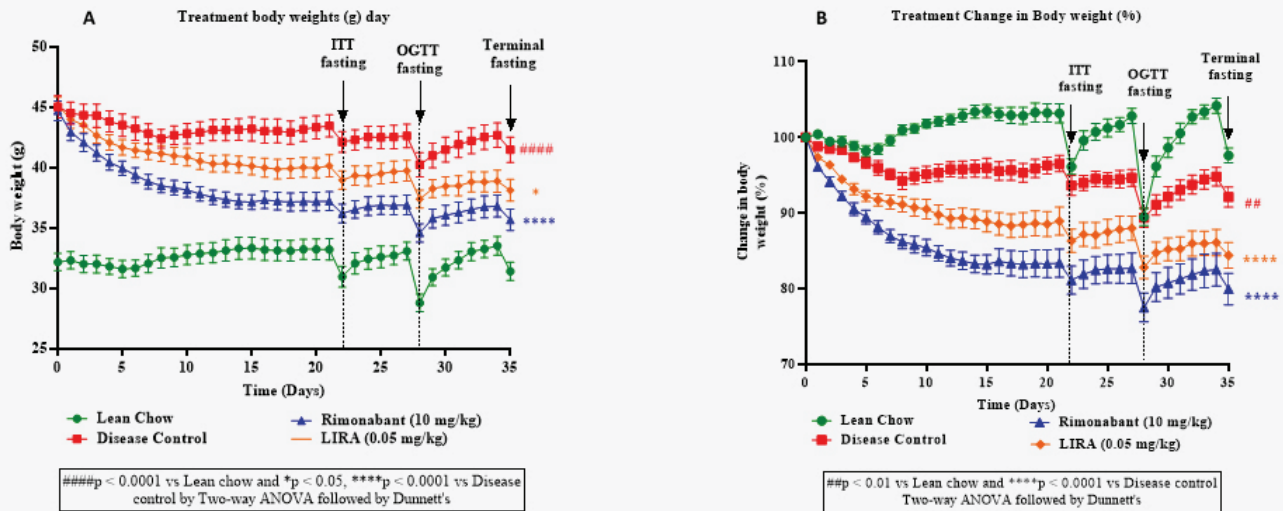 A
Treatment body weights (g) day
ITT
fasting
OGTT
fasting
Terminal
fasting
Body weight (g)
50
45
40
35
30
25
0
5
10
15
20
25
30
35
####
*
****
Time (Days)
Lean Chow
Rimonabant (10 mg/kg)
Disease Control
LIRA (0.05 mg/kg)
####p < 0.0001 vs Lean chow and *p < 0.05, ****p < 0.0001 vs Disease
control by Two-way ANOVA followed by Dunnett's
B
Treatment Change in Body weight (%)
ITT
fasting
OGTT
fasting
Terminal
fasting
Change in body
weight (%)
110
100
90
80
70
0
5
10
15
20
25
30
35
##
****
****
Time (Days)
Lean Chow
Rimonabant (10 mg/kg)
Disease Control
LIRA (0.05 mg/kg)
##p < 0.01 vs Lean chow and ****p < 0.0001 vs Disease control
Two-way ANOVA followed by Dunnett's